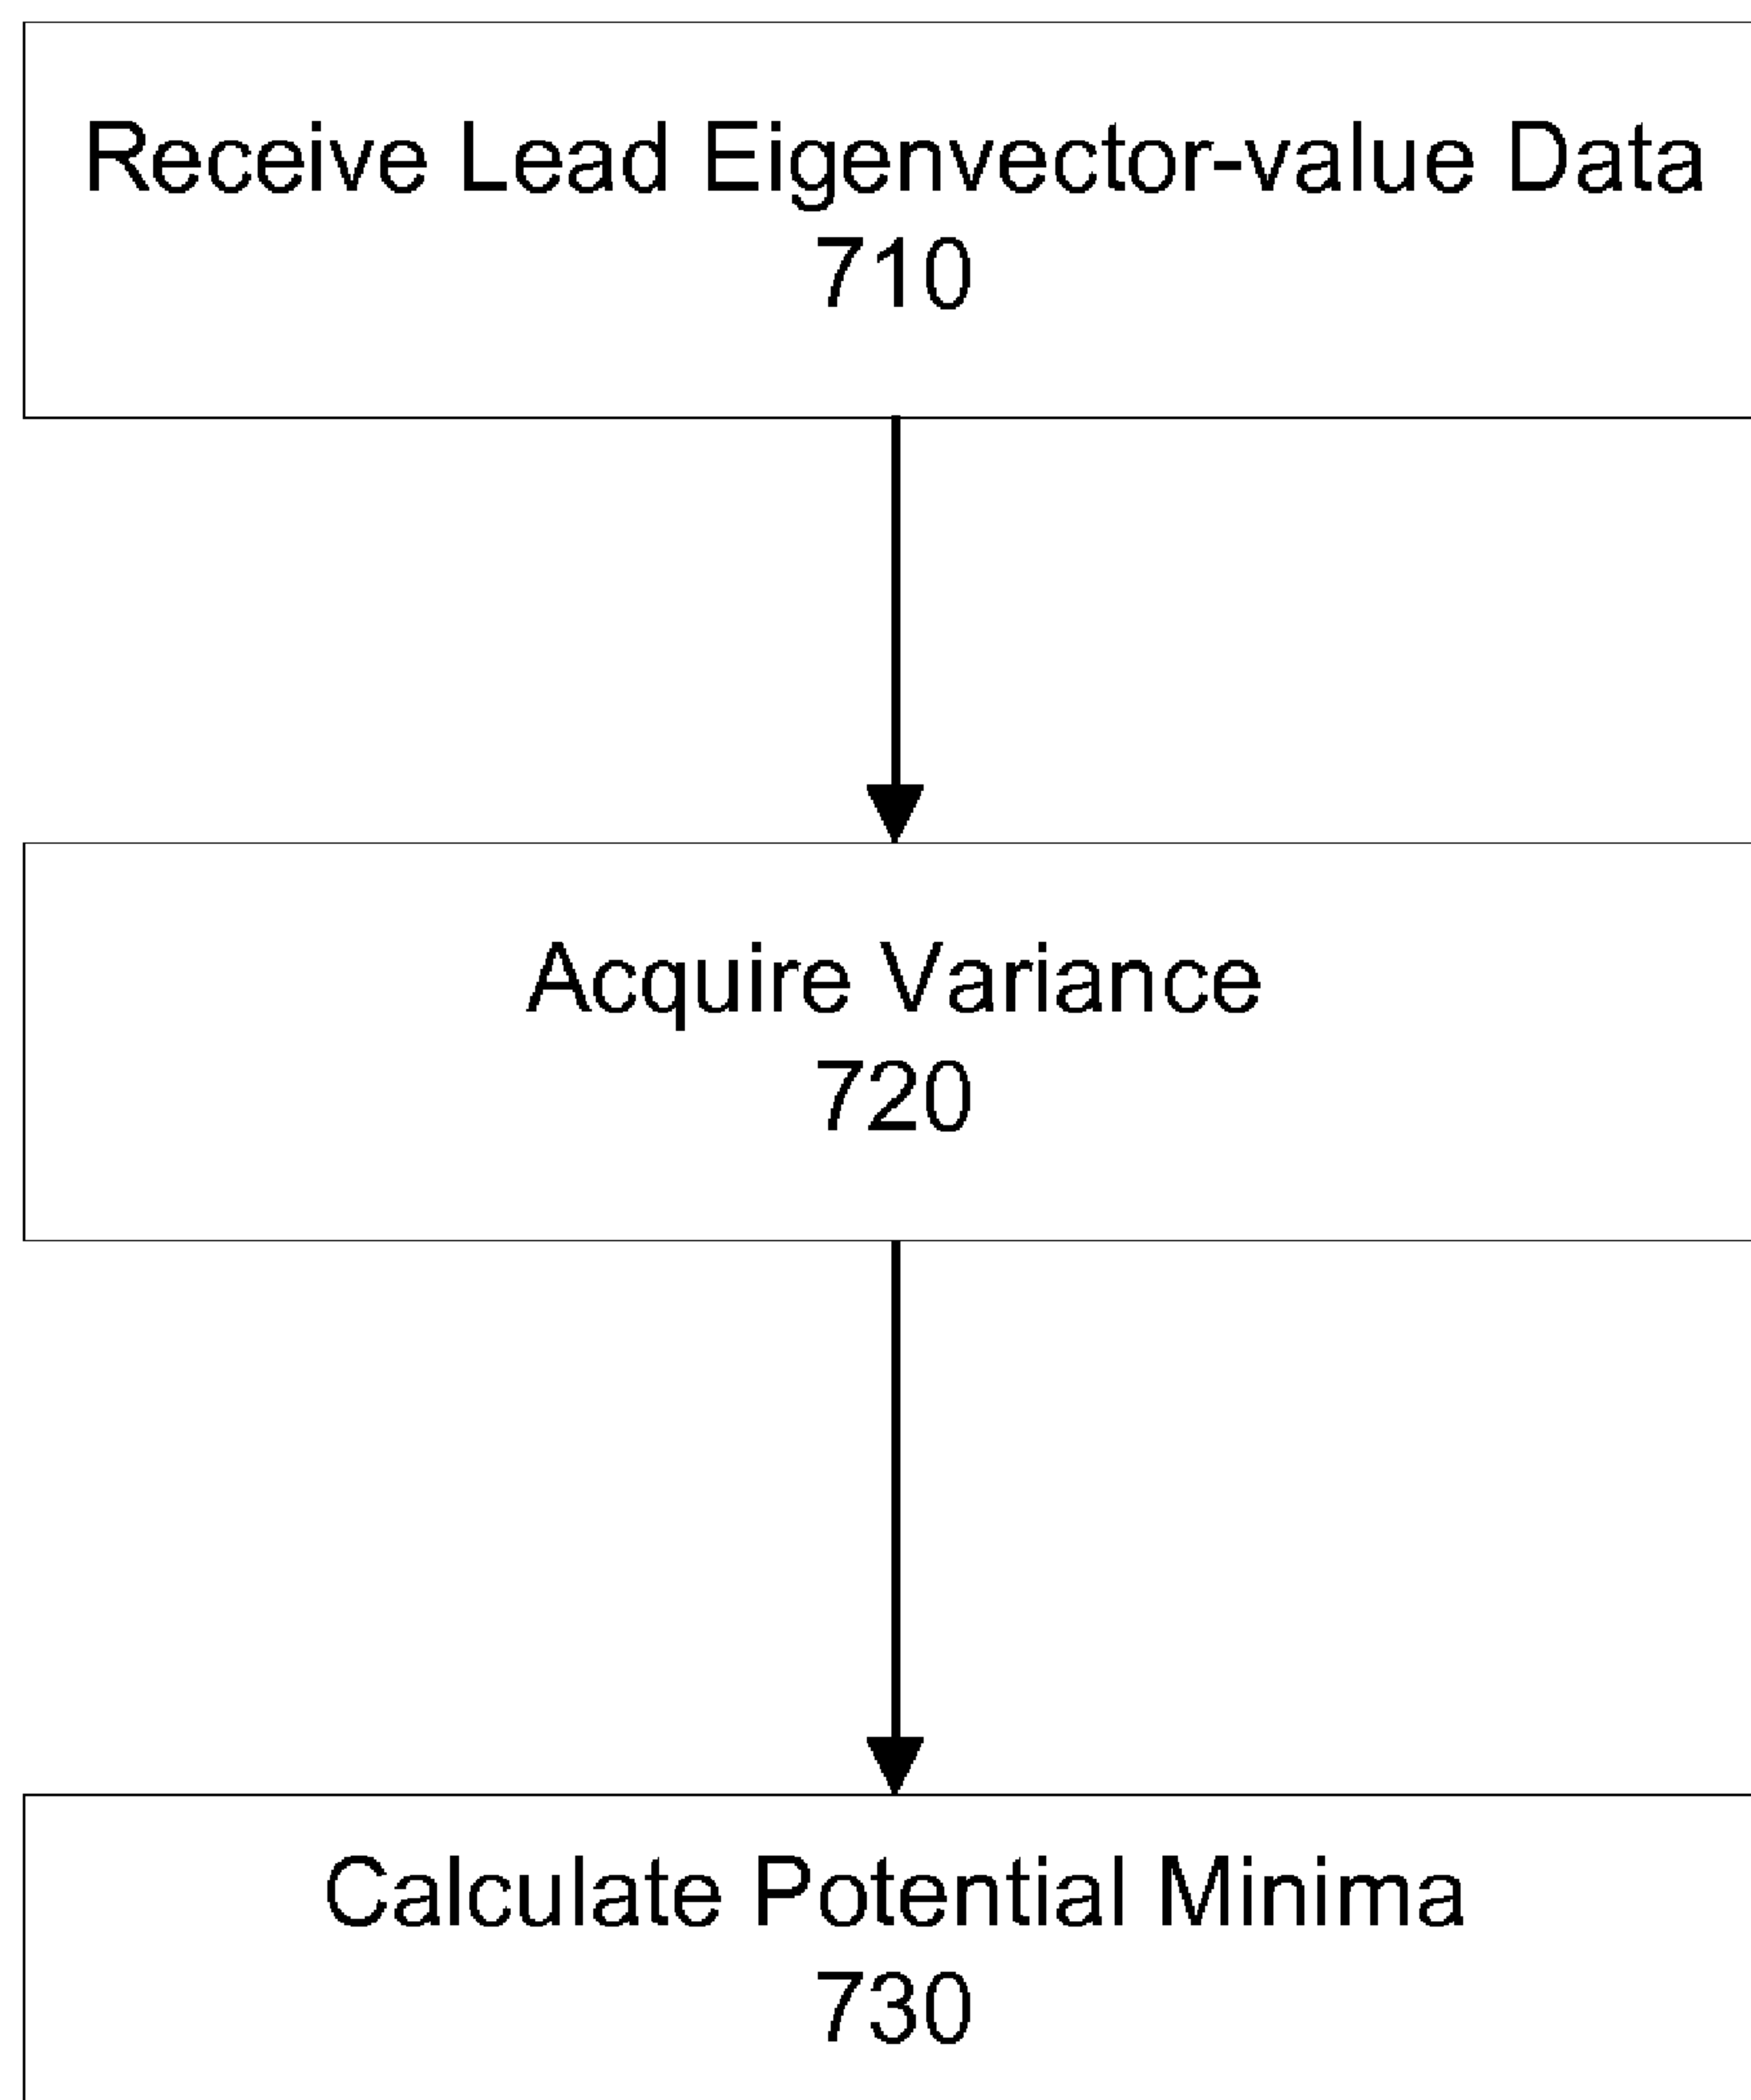 Receive Lead Eigenvector-value Data
710
Acquire Variance
720
Calculate Potential Minima
730